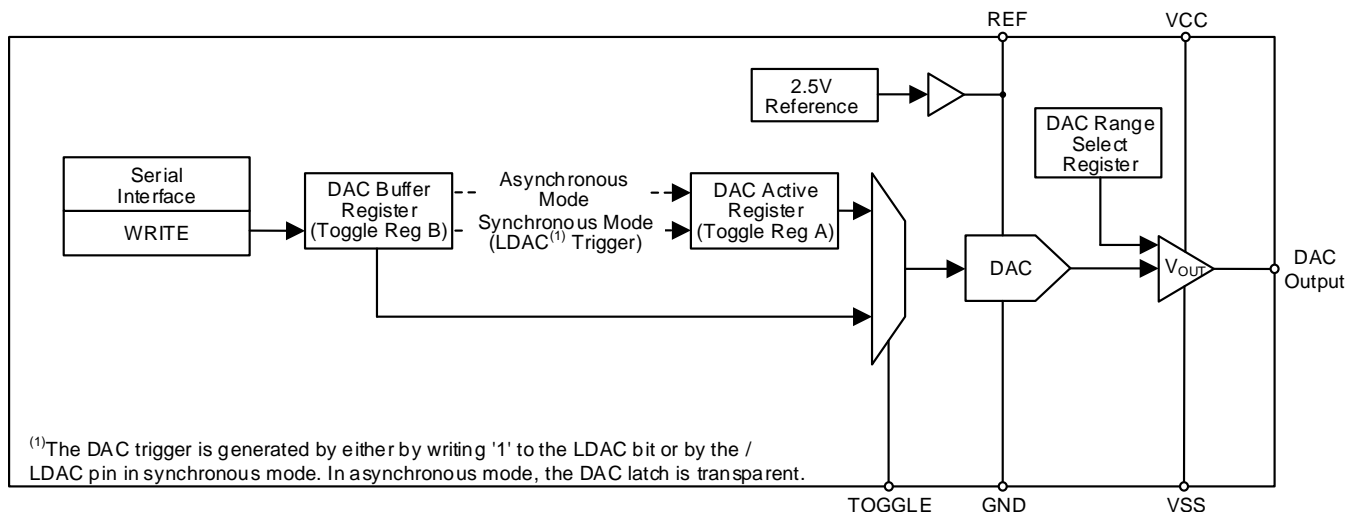 REF
VCC
2.5V
Reference
DAC Range
Select
Register
Serial
Interface
WRITE
DAC Buffer
Register
(Toggle Reg B)
Asynchronous
Mode
Synchronous Mode
(LDAC(1) Trigger)
DAC Active
Register
(Toggle Reg A)
DAC
VOUT
DAC
Output
(1)The DAC trigger is generated by either by writing '1' to the LDAC bit or by the /
LDAC pin in synchronous mode. In asynchronous mode, the DAC latch is transparent.
TOGGLE
GND
VSS